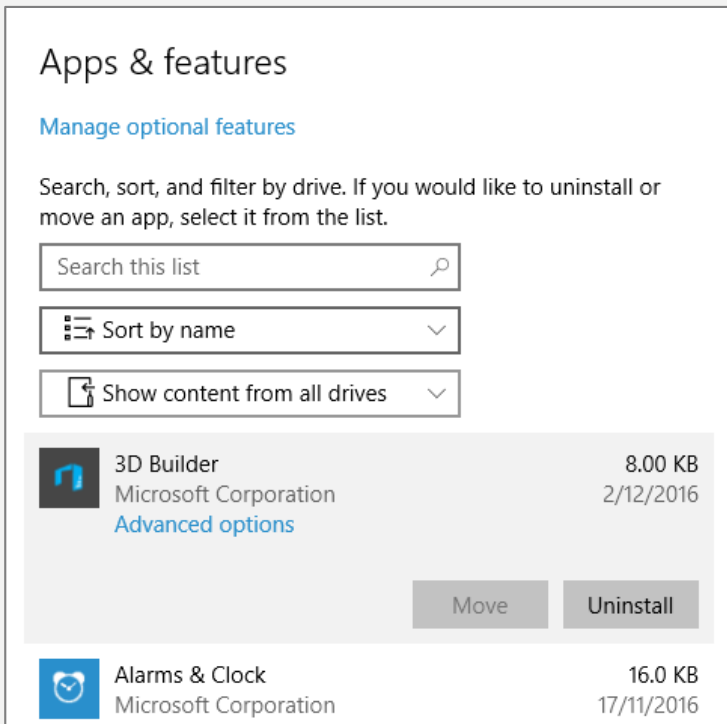 Apps & features
Manage optional features
Search, sort, and filter by drive. If you would like to uninstall or
move an app, select it from the list.
Search this list
Sort by name
Show content from all drives
3D Builder 8.00 KB
Microsoft Corporation 2/12/2016
Advanced options
Move Uninstall
Alarms & Clock 16.0 KB
Microsoft Corporation 17/11/2016